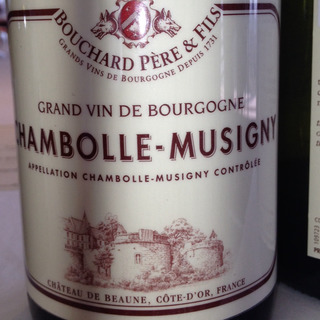 BOUCHARD PÈRE & FILS
GRANDS VINS DE BOURGOGNE DEPUIS 1731
GRAND VIN DE BOURGOGNE
CHAMBOLLE-MUSIGNY
APPELLATION CHAMBOLLE-MUSIGNY CONTRÔLÉE
CHÂTEAU DE BEAUNE, CÔTE-D'OR, FRANCE